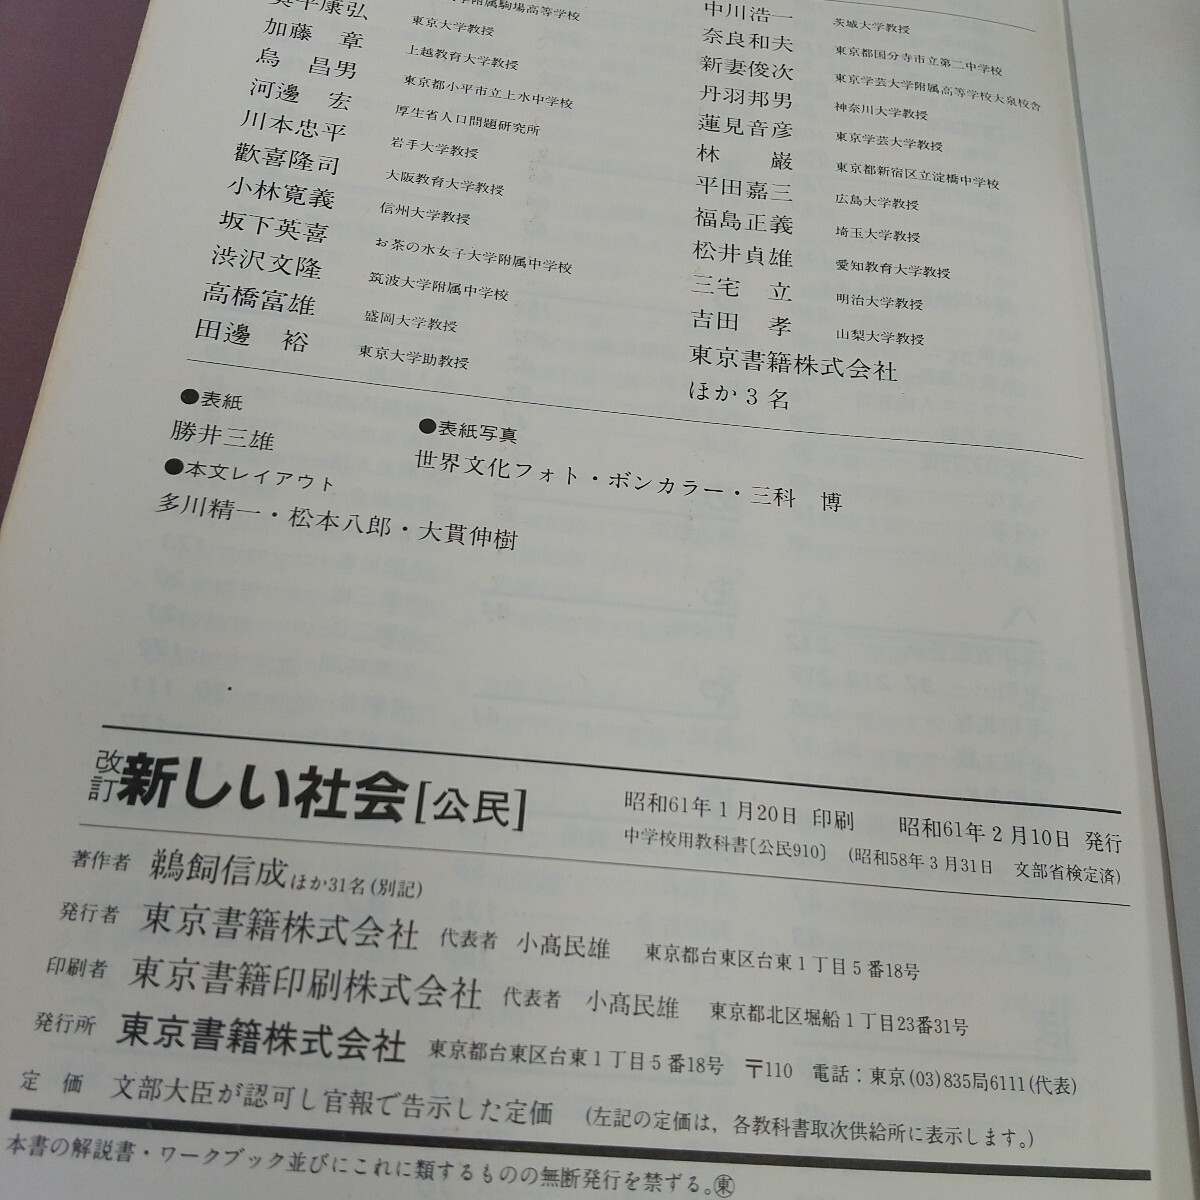 附属駒場高等学校
平康弘 東京大学教授
加藤 章 上越教育大学教授
烏 昌男 東京都小平市立上水中学校
河邊 宏 厚生省人口問題研究所
川本忠平 岩手大学教授
歡喜隆司 大阪教育大学教授
小林寛義 信州大学教授
坂下英喜 お茶の水女子大学附属中学校
渋沢文隆 筑波大学附属中学校
高橋富雄 盛岡大学教授
田邊 裕 東京大学助教授
中川浩一 茨城大学教授
奈良和夫 東京都国分寺市立第二中学校
新妻俊次 東京学芸大学附属高等学校大泉校舎
丹羽邦男 神奈川大学教授
蓮見音彦 東京学芸大学教授
林 巌 東京都新宿区立淀橋中学校
平田嘉三 広島大学教授
福島正義 埼玉大学教授
松井貞雄 愛知教育大学教授
三宅 立 明治大学教授
吉田 孝 山梨大学教授
東京書籍株式会社
ほか3名
●表紙
勝井三雄
●表紙写真
世界文化フォト・ボンカラー・三科 博
●本文レイアウト
多川精一・松本八郎・大貫伸樹
改訂 新しい社会[公民]
昭和61年1月20日 印刷 昭和61年2月10日 発行
中学校用教科書〔公民910〕 (昭和58年3月31日 文部省検定済)
著作者 鵜飼信成ほか31名(別記)
発行者 東京書籍株式会社 代表者 小髙民雄 東京都台東区台東1丁目5番18号
印刷者 東京書籍印刷株式会社 代表者 小髙民雄 東京都北区堀船1丁目23番31号
発行所 東京書籍株式会社 東京都台東区台東1丁目5番18号 〒110 電話：東京(03)835局6111(代表)
定 価 文部大臣が認可し官報で告示した定価 (左記の定価は，各教科書取次供給所に表示します。)
本書の解説書・ワークブック並びにこれに類するものの無断発行を禁ずる。㊍